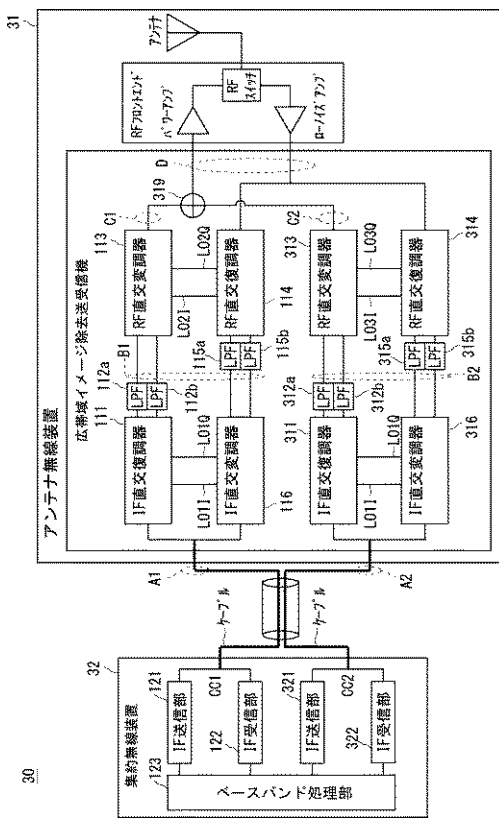 30
集約無線装置
32
123
ベースバンド処理部
121
IF送信部
CC1
122
IF受信部
321
IF送信部
CC2
322
IF受信部
ケーブル
ケーブル
A1
A2
31
アンテナ無線装置
広帯域イメージ除去送受信機
111
IF直交復調器
112a
LPF
LPF
112b
B1
113
RF直交変調器
C1
319
L01I
L01Q
L02I
L02Q
116
IF直交変調器
115a
LPF
LPF
115b
114
RF直交復調器
311
IF直交復調器
312a
LPF
LPF
312b
313
RF直交変調器
C2
L01I
L01Q
L03I
L03Q
316
IF直交変調器
315a
LPF
LPF
315b
B2
314
RF直交復調器
D
RFフロントエンド
パワーアンプ
RF
スイッチ
ローノイズアンプ
アンテナ